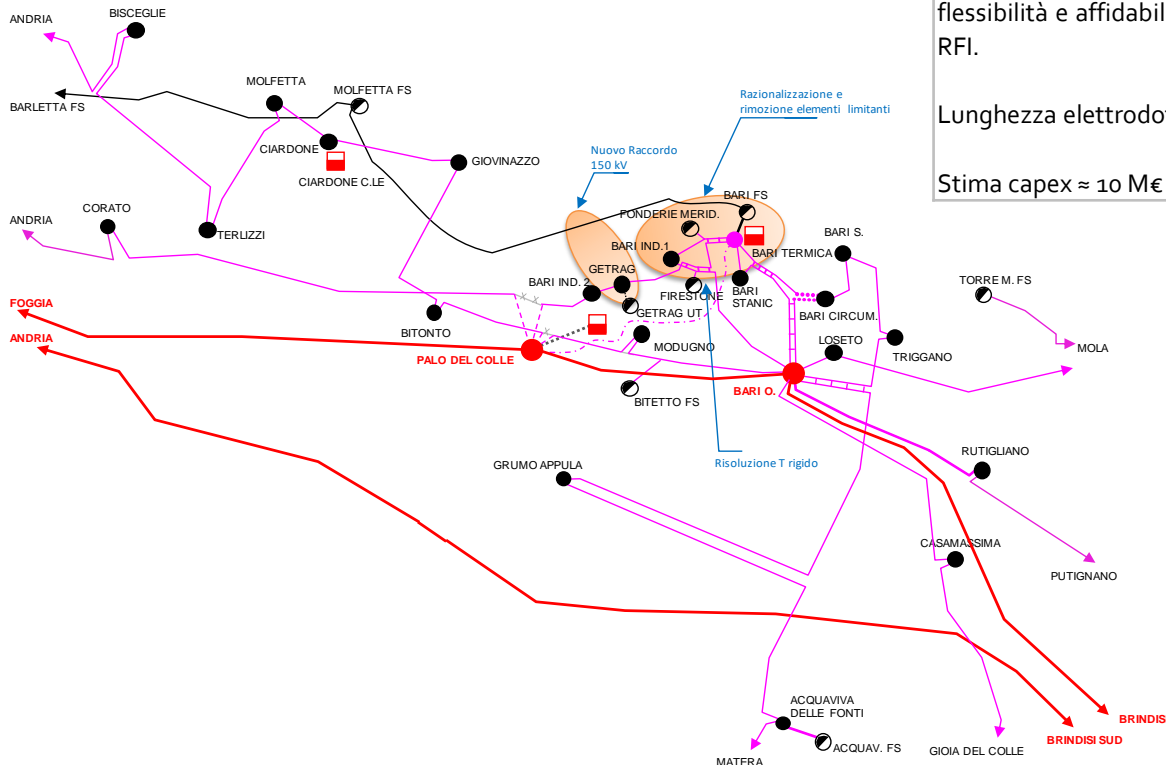 flessibilità e affidabil
RFI.
Lunghezza elettrodo
Stima capex ≈ 10 M€
BISCEGLIE
ANDRIA
MOLFETTA
MOLFETTA FS
BARLETTA FS
Razionalizzazione e
rimozione elementi limitanti
CIARDONE
Nuovo Raccordo
150 kV
GIOVINAZZO
CIARDONE C.LE
BARI FS
CORATO
FONDERIE MERID.
ANDRIA
TERLIZZI
BARI S.
BARI IND.1
BARI TERMICA
GETRAG
BARI IND. 2
FIRESTONE
BARI
STANIC
TORRE M. FS
FOGGIA
BITONTO
GETRAG UT.
BARI CIRCUM.
ANDRIA
MODUGNO
LOSETO
TRIGGANO
MOLA
PALO DEL COLLE
BITETTO FS
BARI O.
RUTIGLIANO
GRUMO APPULA
Risoluzione T rigido
CASAMASSIMA
PUTIGNANO
ACQUAVIVA
DELLE FONTI
BRINDIS
ACQUAV. FS
BRINDISI SUD
GIOIA DEL COLLE
MATERA